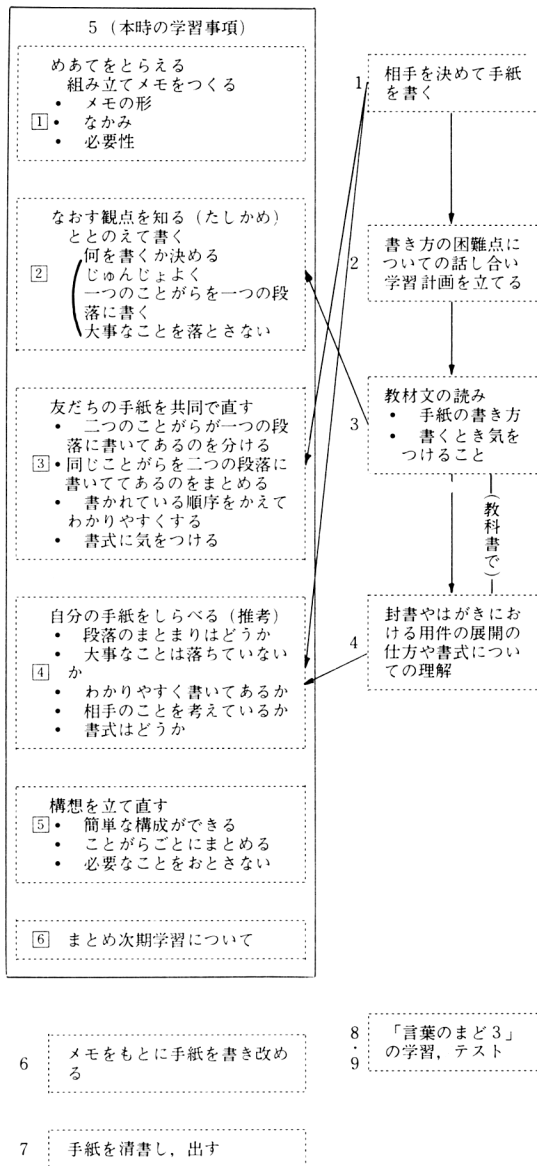 5（本時の学習事項）
めあてをとらえる
組み立てメモをつくる
• メモの形
1 • なかみ
• 必要性
なおす観点を知る（たしかめ）
ととのえて書く
何を書くか決める
2 じゅんじょよく
一つのことがらを一つの段
落に書く
大事なことを落とさない
友だちの手紙を共同で直す
• 二つのことがらが一つの段
落に書いてあるのを分ける
3 •同じことがらを二つの段落に
書いててあるのをまとめる
• 書かれている順序をかえて
わかりやすくする
• 書式に気をつける
自分の手紙をしらべる（推考）
• 段落のまとまりはどうか
• 大事なことは落ちていない
4 か
• わかりやすく書いてあるか
• 相手のことを考えているか
• 書式はどうか
構想を立て直す
5 • 簡単な構成ができる
• ことがらごとにまとめる
• 必要なことをおとさない
6 まとめ次期学習について
1 相手を決めて手紙
を書く
書き方の困難点に
2 ついての話し合い
学習計画を立てる
教材文の読み
• 手紙の書き方
3 • 書くとき気を
つけること
（教科書で）
封書やはがきにお
4 ける用件の展開の
仕方や書式につい
ての理解
6 メモをもとに手紙を書き改め
る
7 手紙を清書し，出す
8・9 「言葉のまど3」
の学習，テスト